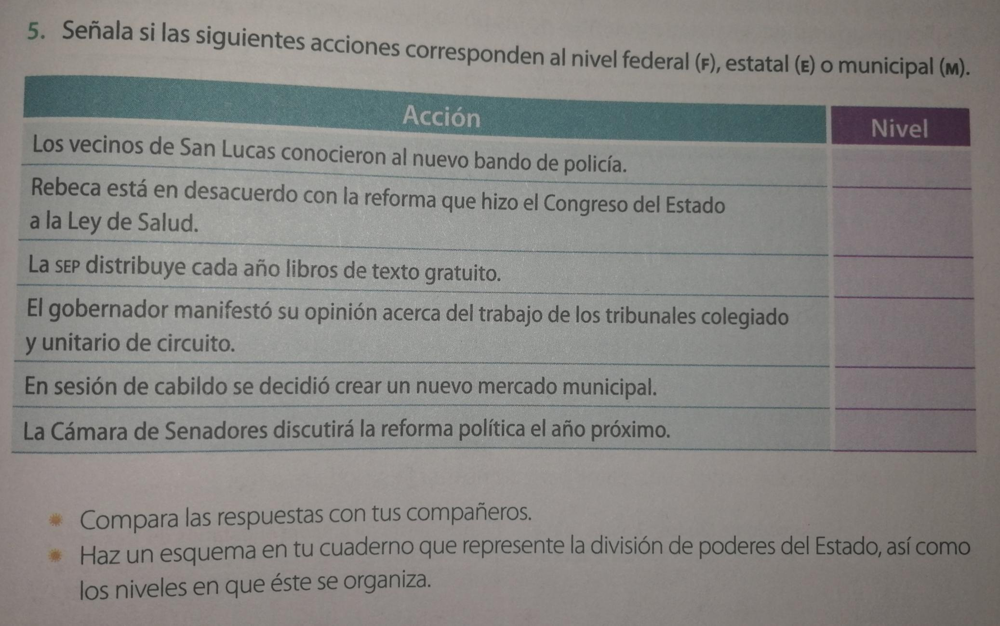 5. Señala si las siguientes acciones corresponden al nivel federal (F), estatal (E) o municipal (M).
Acción
Nivel
Los vecinos de San Lucas conocieron al nuevo bando de policía.
Rebeca está en desacuerdo con la reforma que hizo el Congreso del Estado
a la Ley de Salud.
La SEP distribuye cada año libros de texto gratuito.
El gobernador manifestó su opinión acerca del trabajo de los tribunales colegiado
y unitario de circuito.
En sesión de cabildo se decidió crear un nuevo mercado municipal.
La Cámara de Senadores discutirá la reforma política el año próximo.
Compara las respuestas con tus compañeros.
Haz un esquema en tu cuaderno que represente la división de poderes del Estado, así como
los niveles en que éste se organiza.